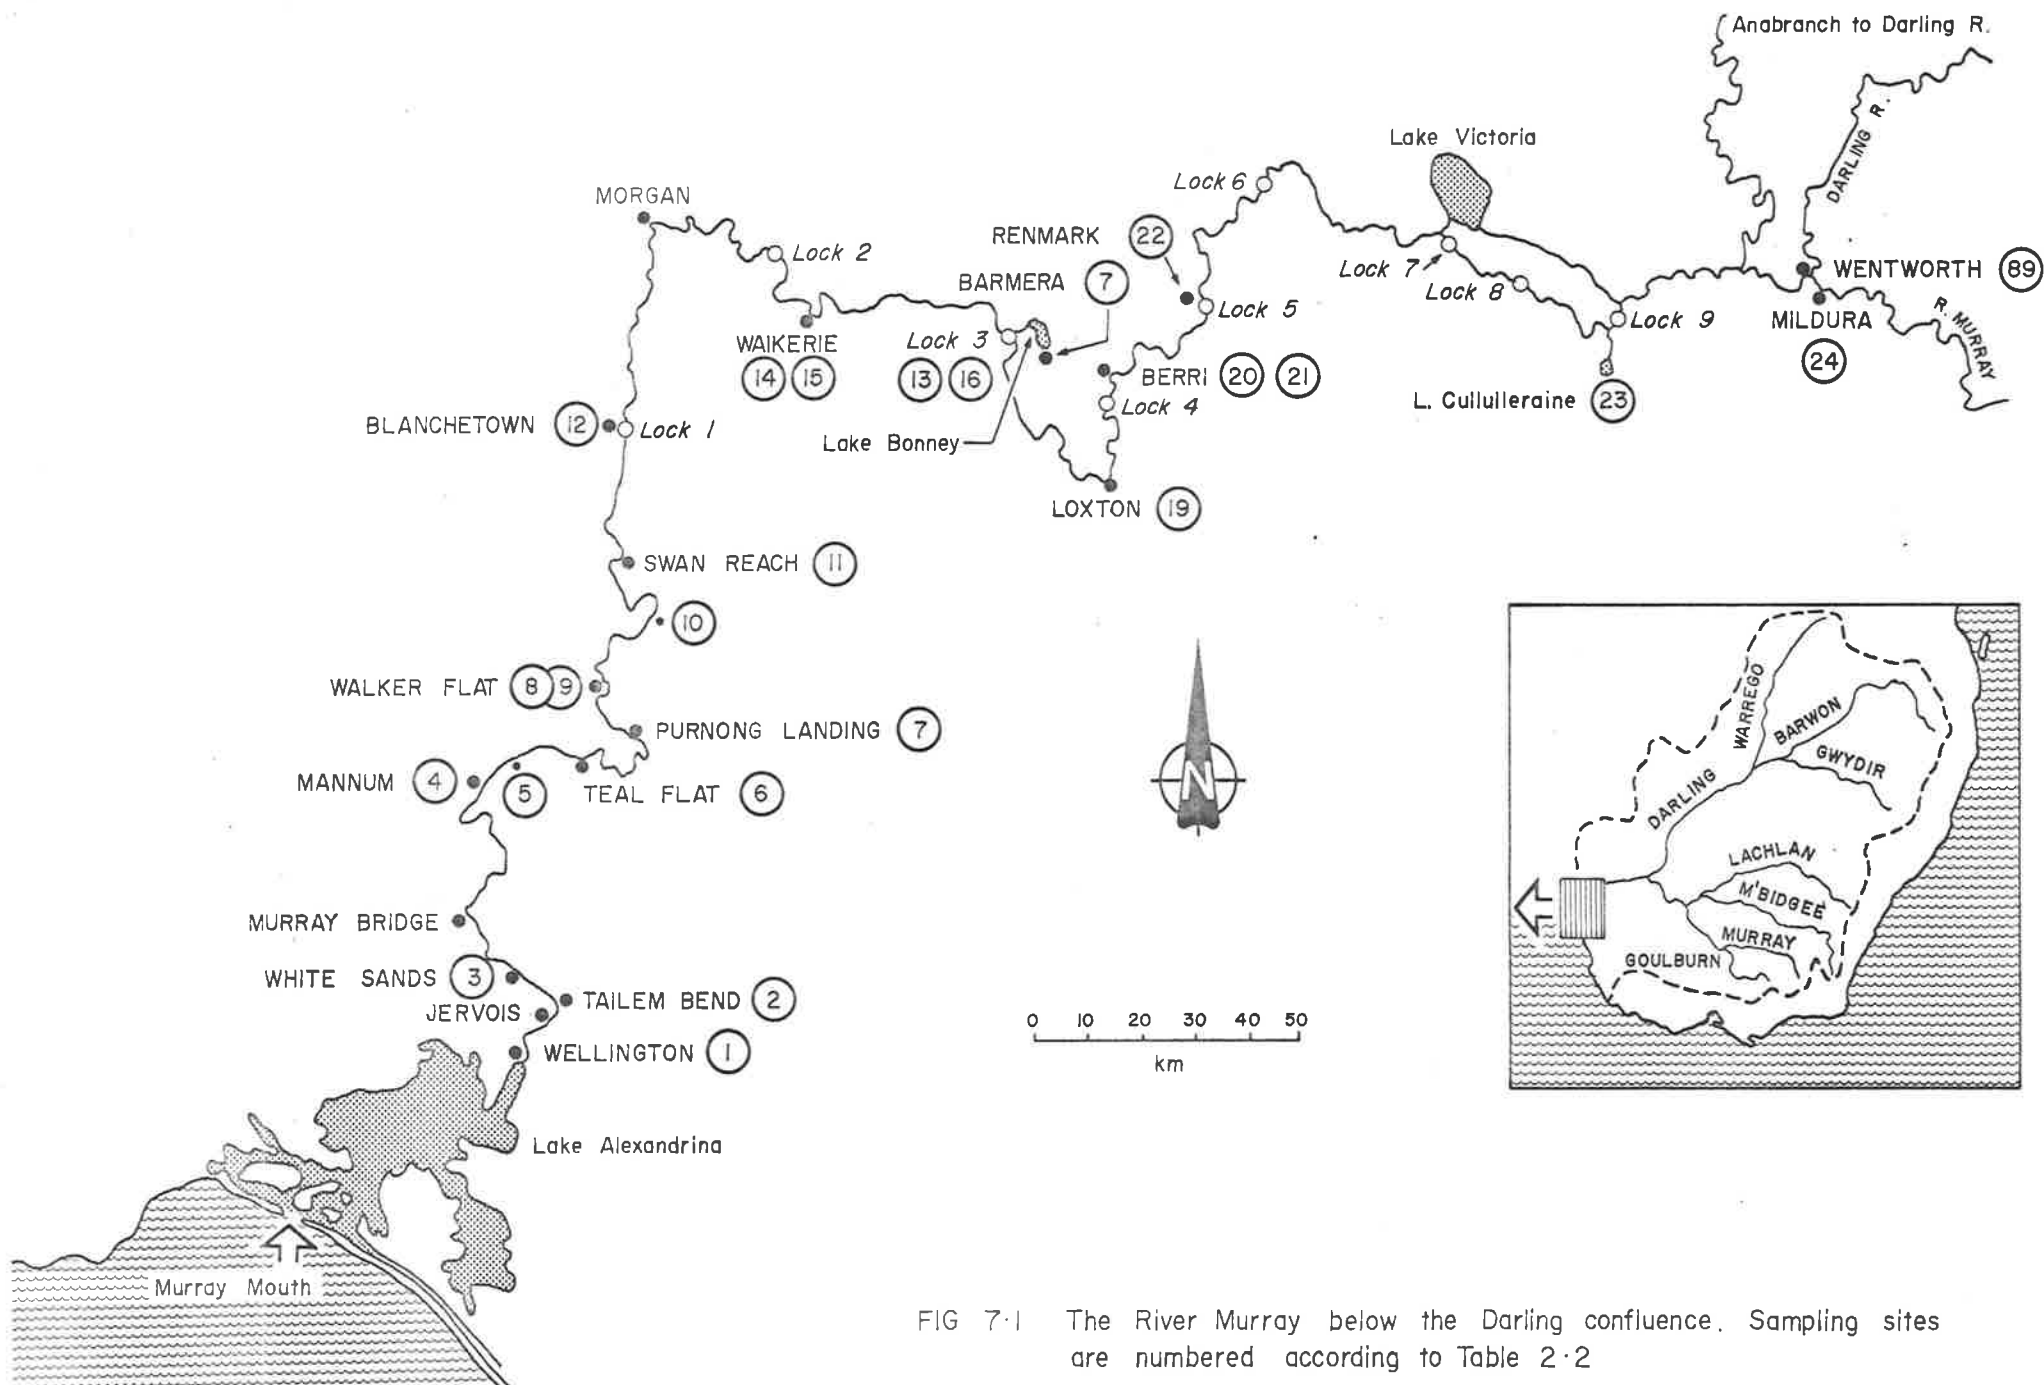 Anabranch to Darling R.
DARLING R.
Lake Victoria
Lock 6
MORGAN
Lock 2
RENMARK 22
BARMERA 7
Lock 7
Lock 8
WENTWORTH 89
R. MURRAY
Lock 5
Lock 9
MILDURA
24
WAIKERIE
14 15
Lock 3
13 16
BERRI 20 21
Lock 4
L. Cullulleraine 23
BLANCHETOWN 12
Lock 1
Lake Bonney
LOXTON 19
SWAN REACH 11
10
WALKER FLAT 8 9
PURNONG LANDING 7
MANNUM 4
5
TEAL FLAT 6
N
MURRAY BRIDGE
WHITE SANDS 3
JERVOIS
TAILEM BEND 2
WELLINGTON 1
0 10 20 30 40 50
km
WARREGO
BARWON
GWYDIR
DARLING
LACHLAN
M'BIDGEE
MURRAY
GOULBURN
Lake Alexandrina
Murray Mouth
FIG 7·1 The River Murray below the Darling confluence. Sampling sites
are numbered according to Table 2·2